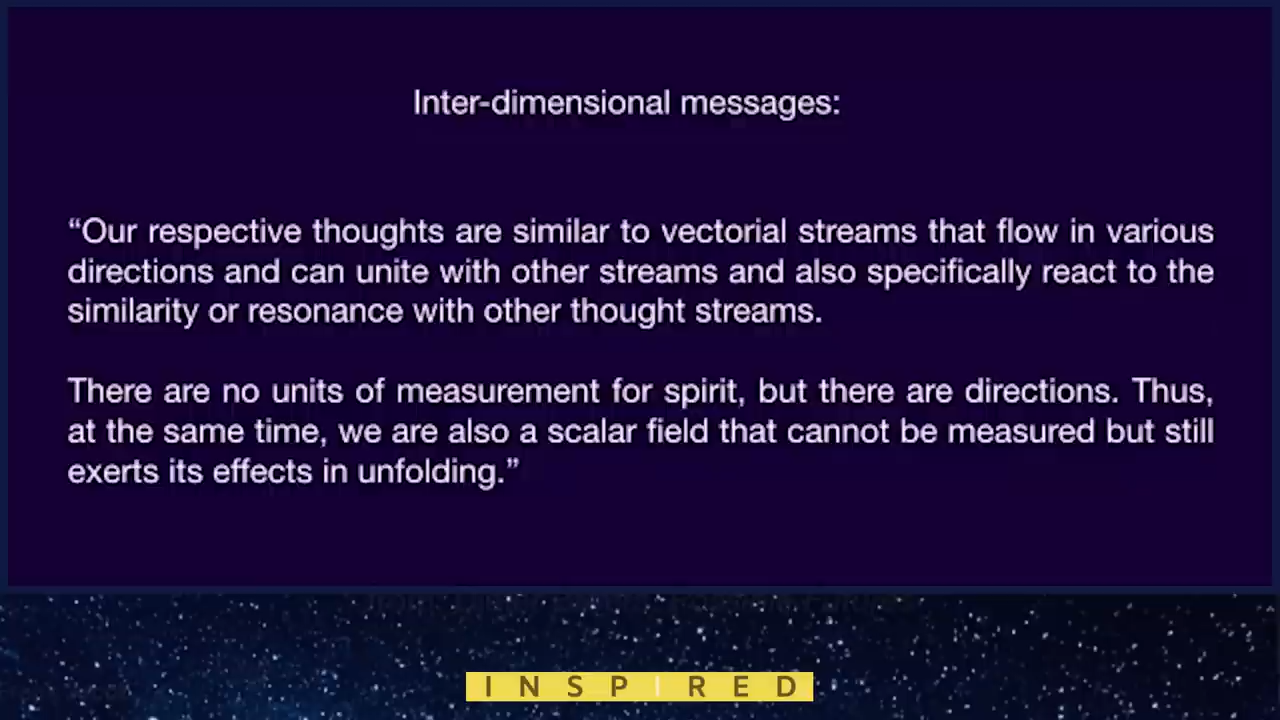 Inter-dimensional messages:
“Our respective thoughts are similar to vectorial streams that flow in various
directions and can unite with other streams and also specifically react to the
similarity or resonance with other thought streams.
There are no units of measurement for spirit, but there are directions. Thus,
at the same time, we are also a scalar field that cannot be measured but still
exerts its effects in unfolding.”
INSPIRED